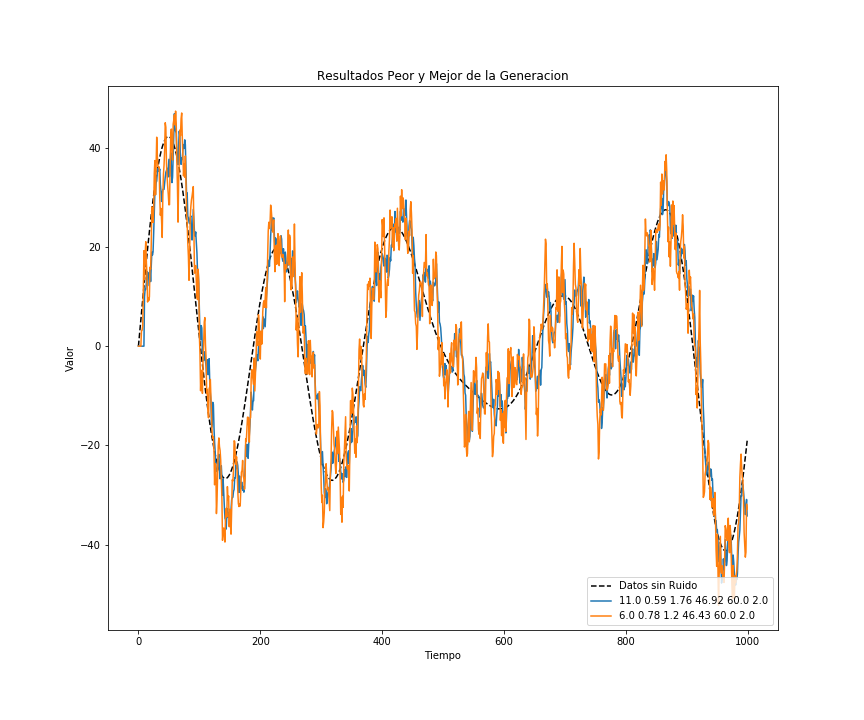 Resultados Peor y Mejor de la Generacion
40
20
0
−20
−40
Valor
0
200
400
600
800
1000
Tiempo
Datos sin Ruido
11.0 0.59 1.76 46.92 60.0 2.0
6.0 0.78 1.2 46.43 60.0 2.0